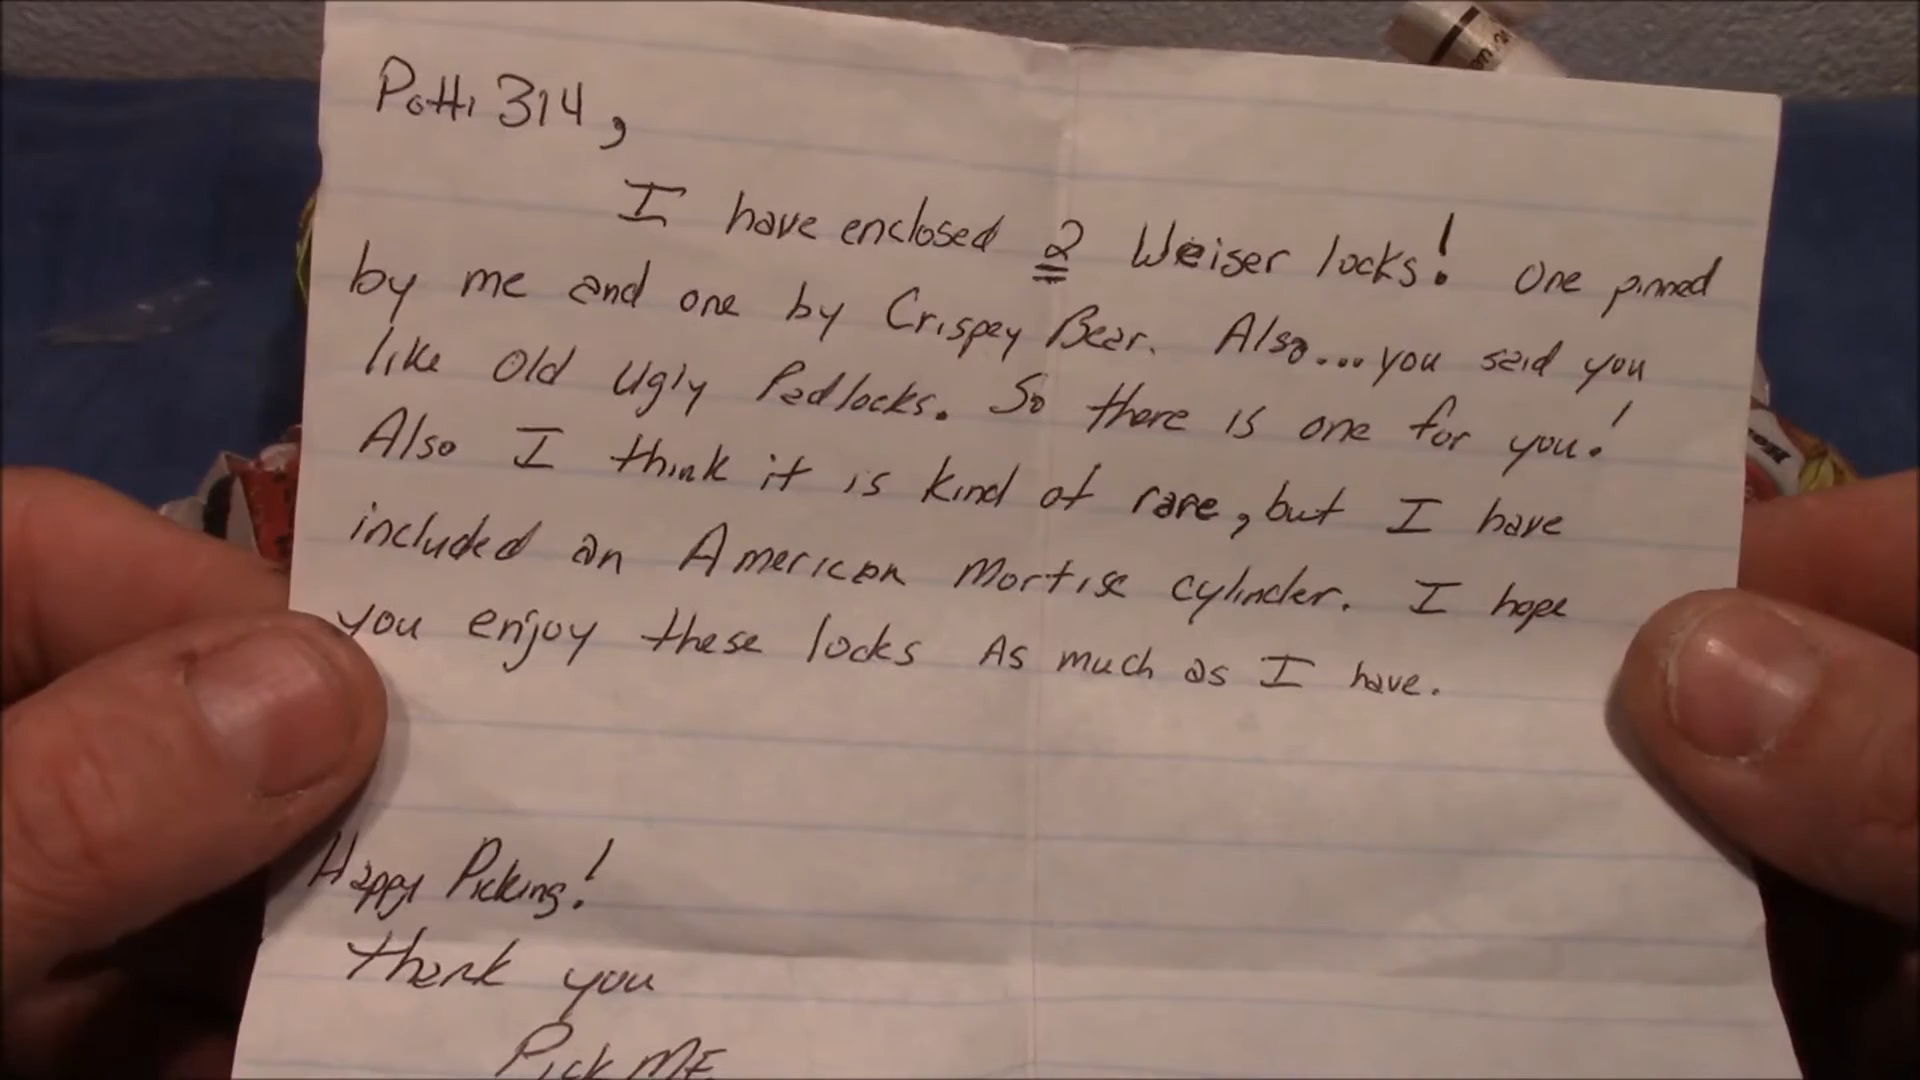 Potti 314,
I have enclosed 2 Weiser locks! One pinned
by me and one by Crispey Bear. Also... you said you
like Old Ugly Padlocks. So there is one for you!
Also I think it is kind of rare, but I have
included an American Mortise cylinder. I hope
you enjoy these locks As much as I have.
Happy Picking!
thank you
Pick ME